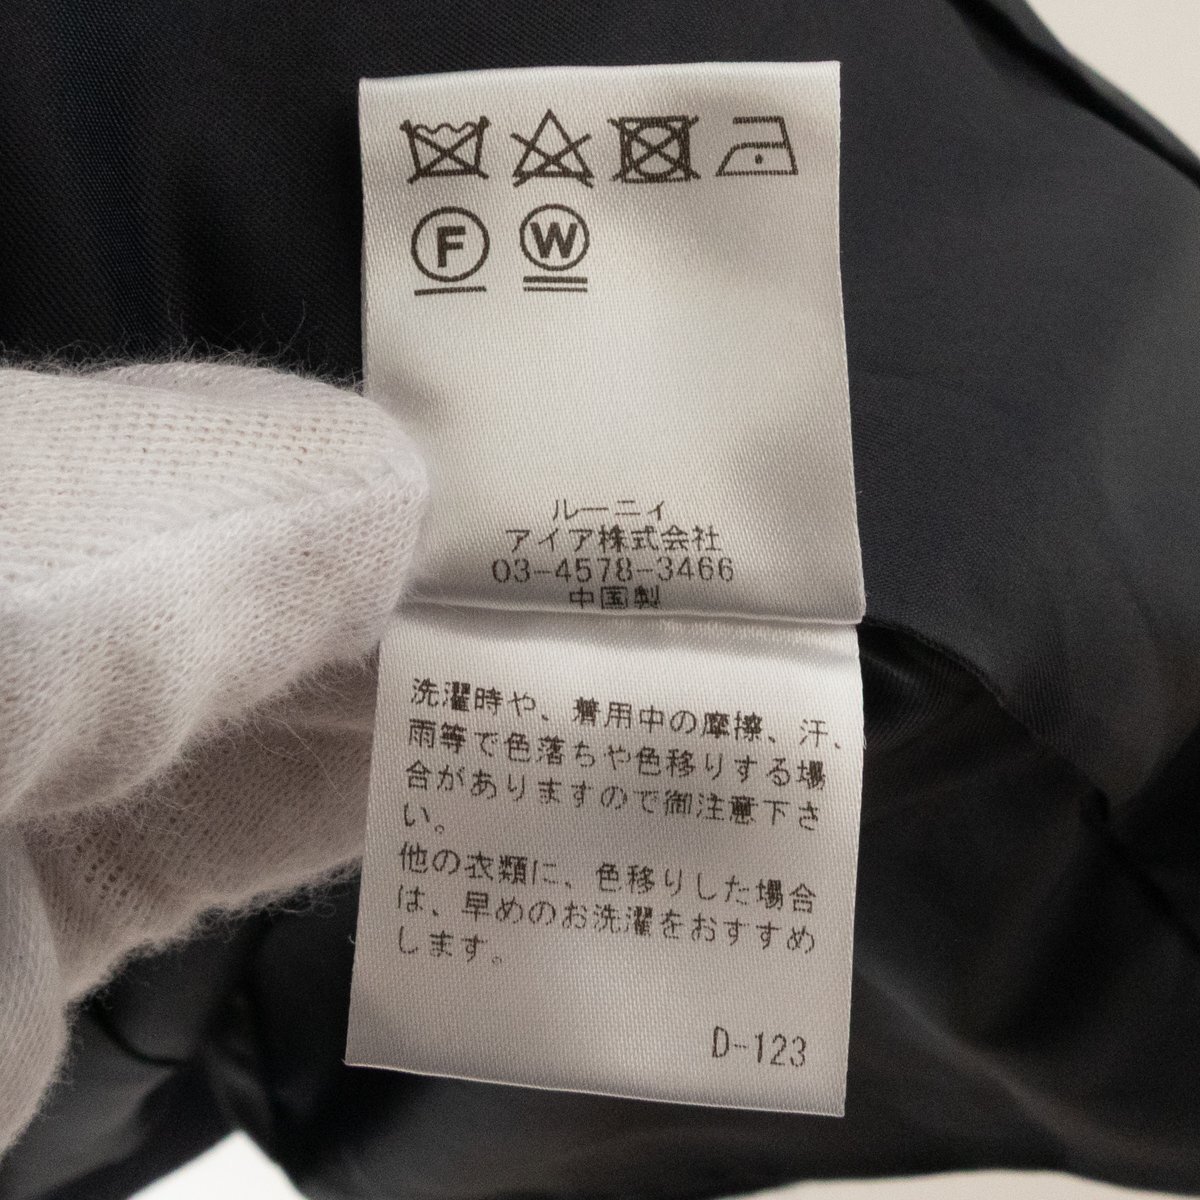 F W
ルーニィ
アイア株式会社
03-4578-3466
中国製
洗濯時や、着用中の摩擦、汗、
雨等で色落ちや色移りする場
合がありますので御注意下さ
い。
他の衣類に、色移りした場合
は、早めのお洗濯をおすすめ
します。
D-123